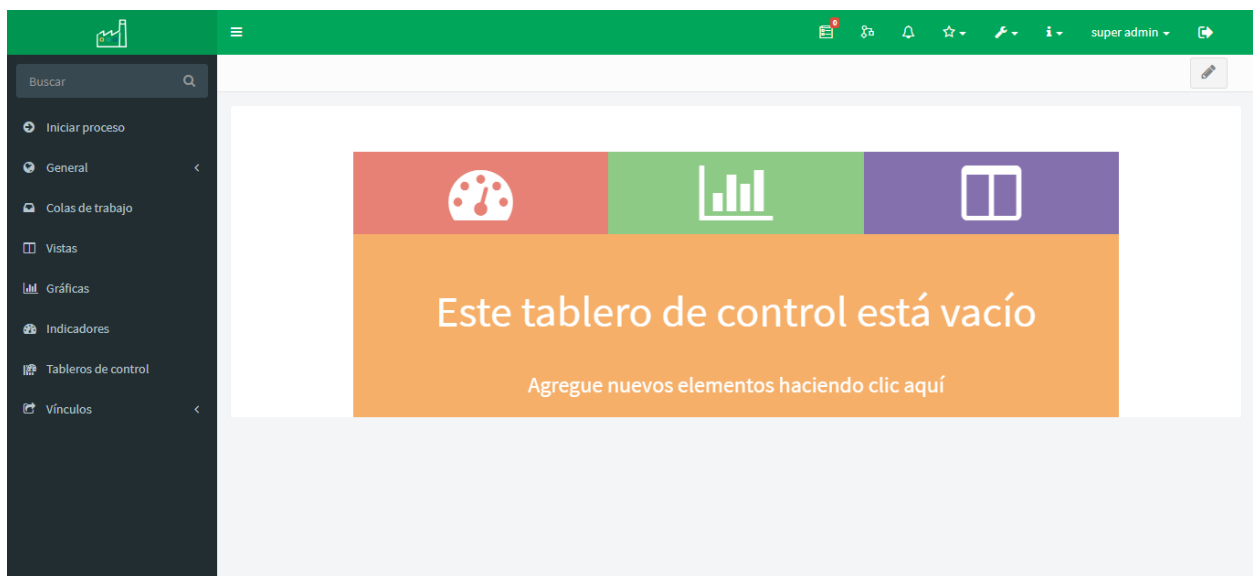 0
super admin
Buscar
Iniciar proceso
General
Colas de trabajo
Vistas
Gráficas
Indicadores
Tableros de control
Vínculos
Este tablero de control está vacío
Agregue nuevos elementos haciendo clic aquí